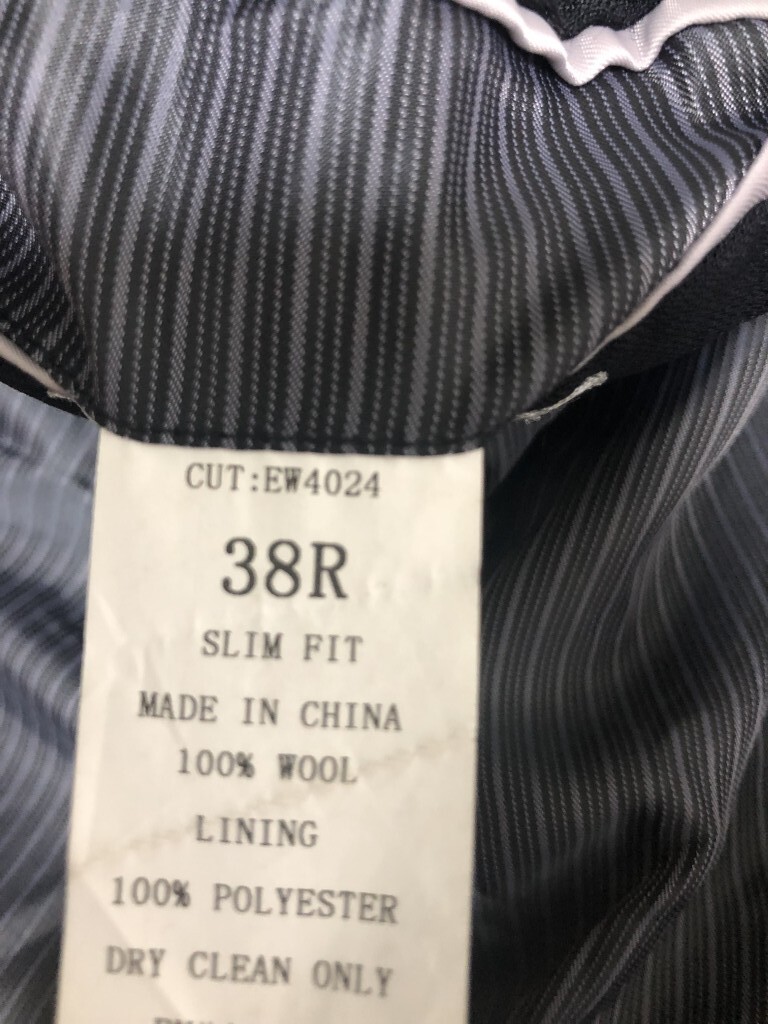 CUT:EW4024
38R
SLIM FIT
MADE IN CHINA
100% WOOL
LINING
100% POLYESTER
DRY CLEAN ONLY